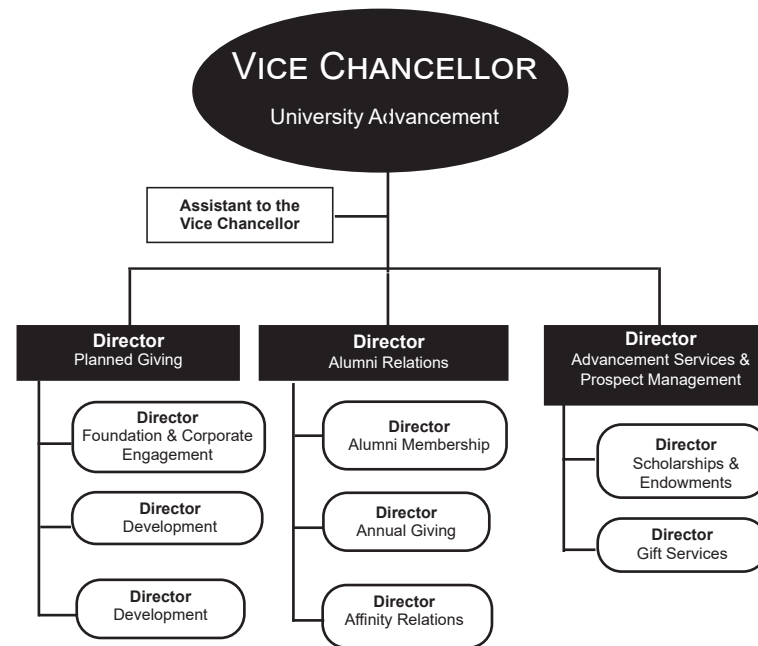 VICE CHANCELLOR
University Advancement
Assistant to the
Vice Chancellor
Director
Planned Giving
Director
Foundation & Corporate
Engagement
Director
Development
Director
Development
Director
Alumni Relations
Director
Alumni Membership
Director
Annual Giving
Director
Affinity Relations
Director
Advancement Services &
Prospect Management
Director
Scholarships &
Endowments
Director
Gift Services